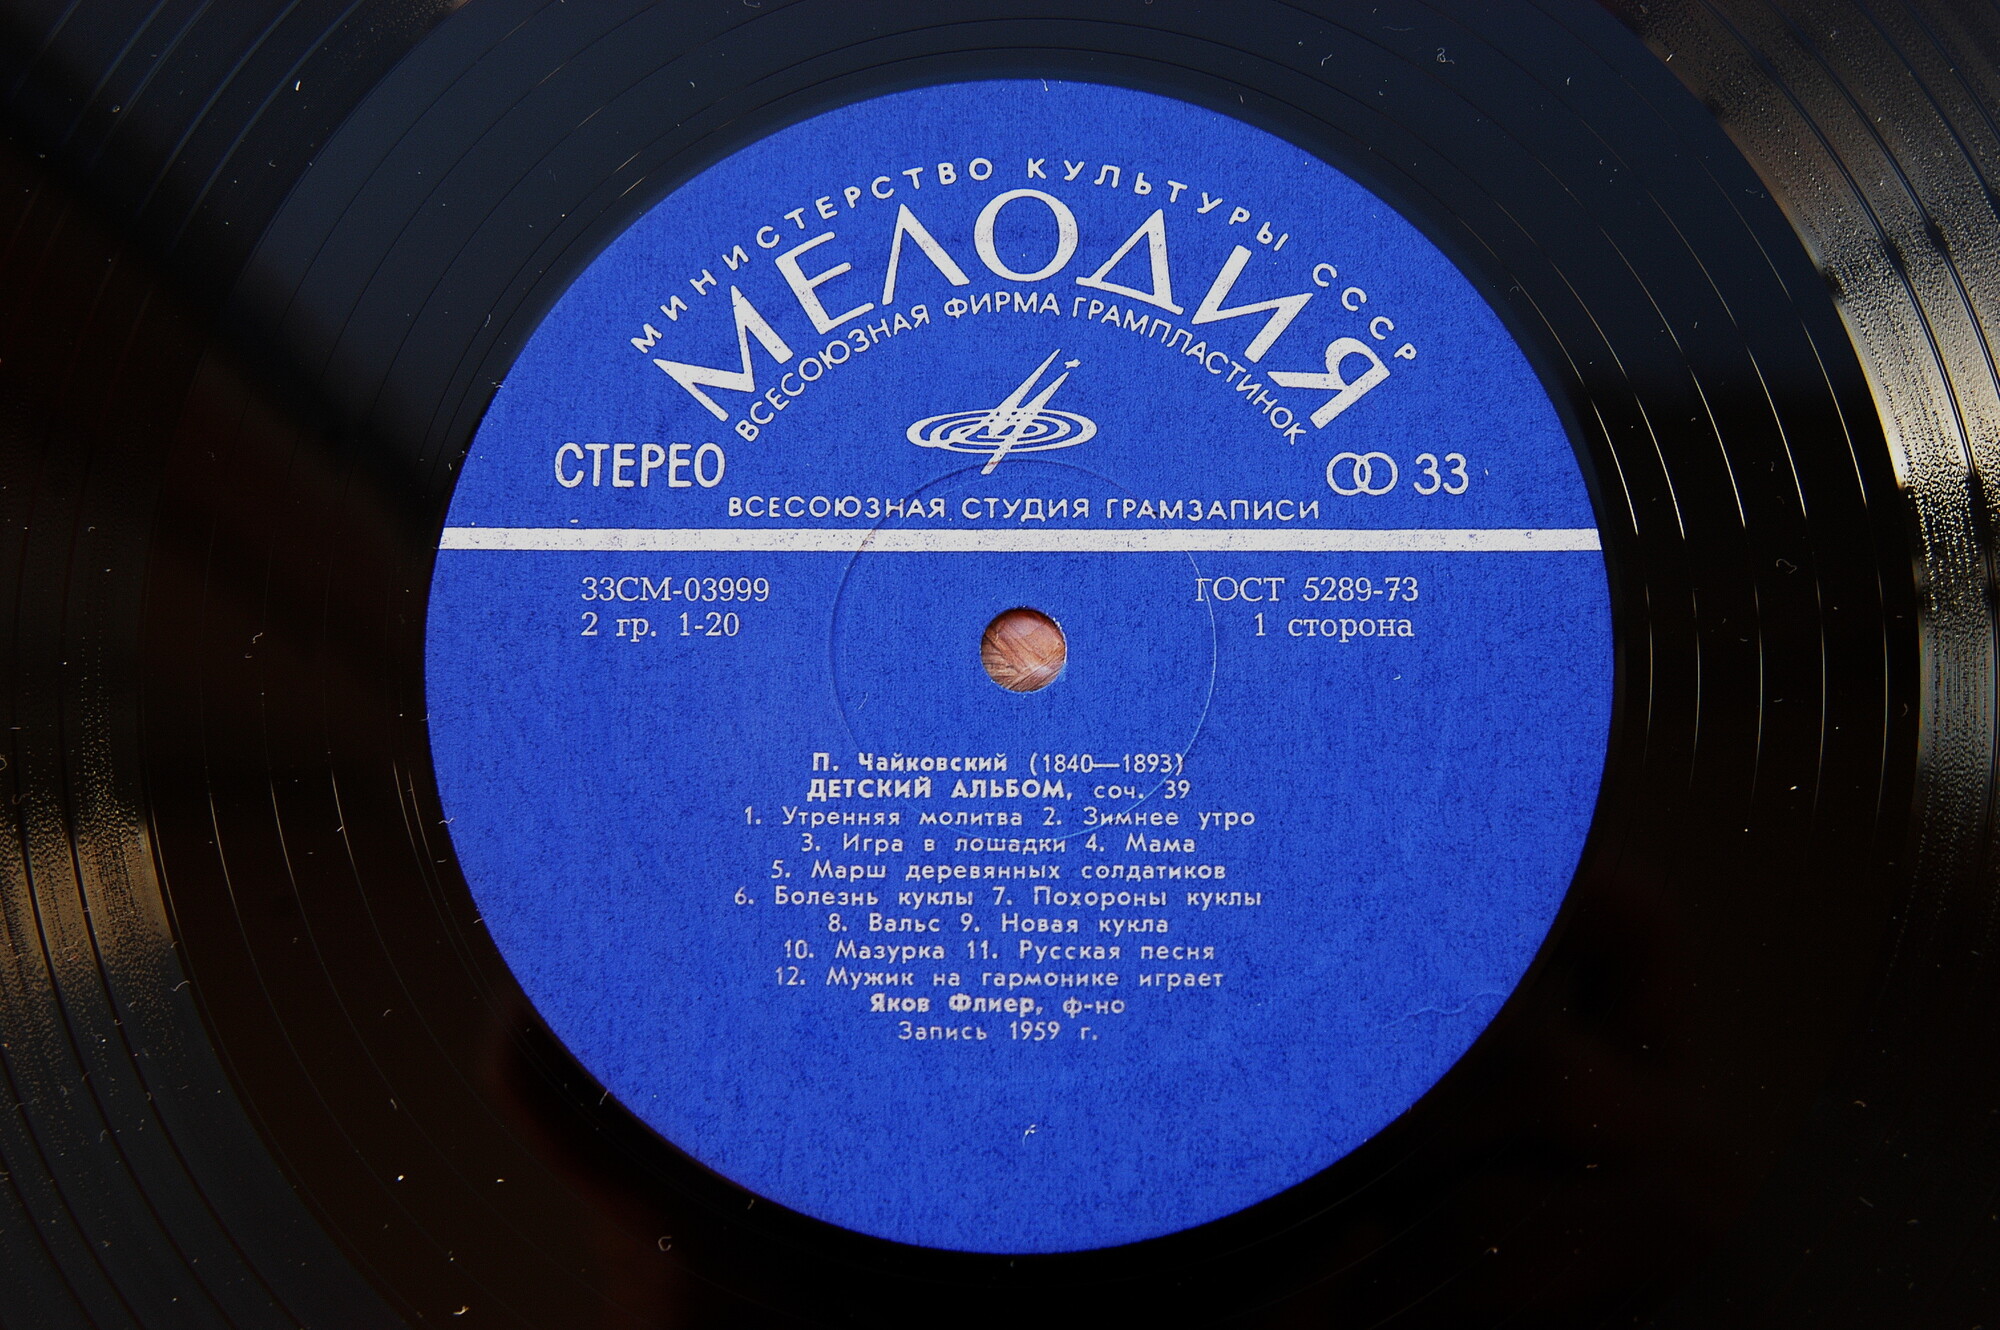 МИНИСТЕРСТВО КУЛЬТУРЫ СССР
МЕЛОДИЯ
ВСЕСОЮЗНАЯ ФИРМА ГРАМПЛАСТИНОК
СТЕРЕО
33
ВСЕСОЮЗНАЯ СТУДИЯ ГРАМЗАПИСИ
33СМ-03999
ГОСТ 5289-73
2 гр. 1-20
1 сторона
П. Чайковский (1840—1893)
ДЕТСКИЙ АЛЬБОМ, соч. 39
1. Утренняя молитва 2. Зимнее утро
3. Игра в лошадки 4. Мама
5. Марш деревянных солдатиков
6. Болезнь куклы 7. Похороны куклы
8. Вальс 9. Новая кукла
10. Мазурка 11. Русская песня
12. Мужик на гармонике играет
Яков Флиер, ф-но
Запись 1959 г.